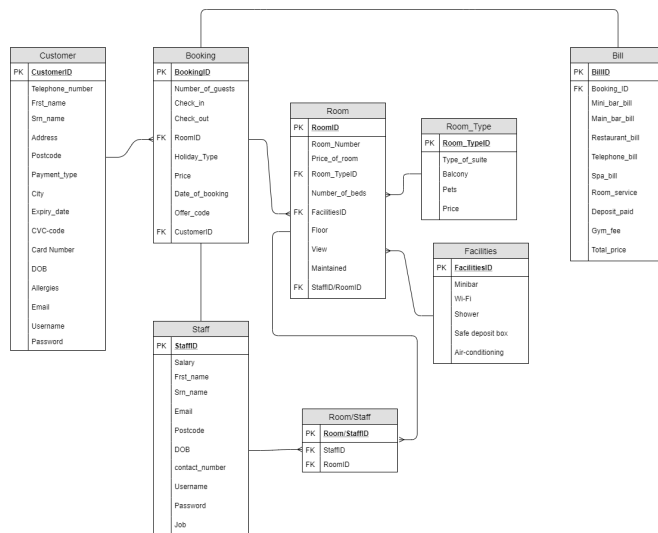 Customer
PK CustomerID
Telephone_number
Frst_name
Srn_name
Address
Postcode
Payment_type
City
Expiry_date
CVC-code
Card Number
DOB
Allergies
Email
Username
Password
Booking
PK BookingID
Number_of_guests
Check_in
Check_out
FK RoomID
Holiday_Type
Price
Date_of_booking
Offer_code
FK CustomerID
Room
PK RoomID
Room_Number
Price_of_room
FK Room_TypeID
Number_of_beds
FK FacilitiesID
Floor
View
Maintained
FK StaffID/RoomID
Room_Type
PK Room_TypeID
Type_of_suite
Balcony
Pets
Price
Bill
PK BillID
FK Booking_ID
Mini_bar_bill
Main_bar_bill
Restaurant_bill
Telephone_bill
Spa_bill
Room_service
Deposit_paid
Gym_fee
Total_price
Facilities
PK FacilitiesID
Minibar
Wi-Fi
Shower
Safe deposit box
Air-conditioning
Staff
PK StaffID
Salary
Frst_name
Srn_name
Email
Postcode
DOB
contact_number
Username
Password
Job
Room/Staff
PK Room/StaffID
FK StaffID
FK RoomID